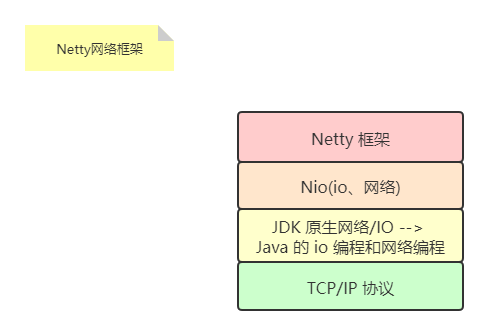 Netty网络框架
Netty 框架
Nio(io、网络)
JDK 原生网络/IO -->
Java 的 io 编程和网络编程
TCP/IP 协议